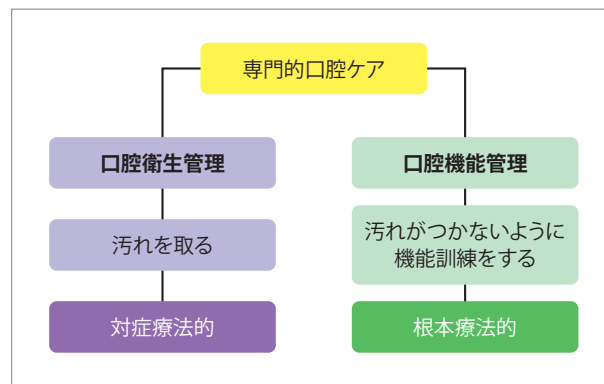 専門的口腔ケア
口腔衛生管理
汚れを取る
対症療法的
口腔機能管理
汚れがつかないように
機能訓練をする
根本療法的